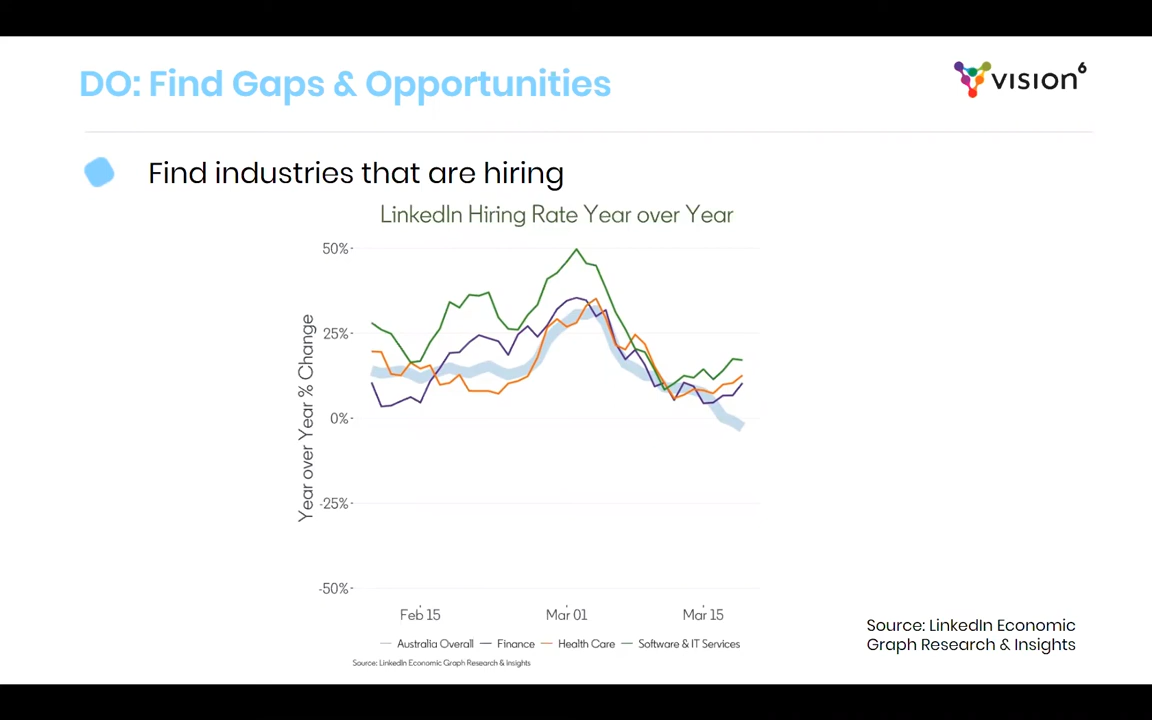 DO: Find Gaps & Opportunities
VISION6
Find industries that are hiring
LinkedIn Hiring Rate Year over Year
Year over Year % Change
50%
25%
0%
-25%
-50%
Feb 15 Mar 01 Mar 15
Australia Overall Finance Health Care Software & IT Services
Source: LinkedIn Economic Graph Research & Insights
Source: LinkedIn Economic
Graph Research & Insights